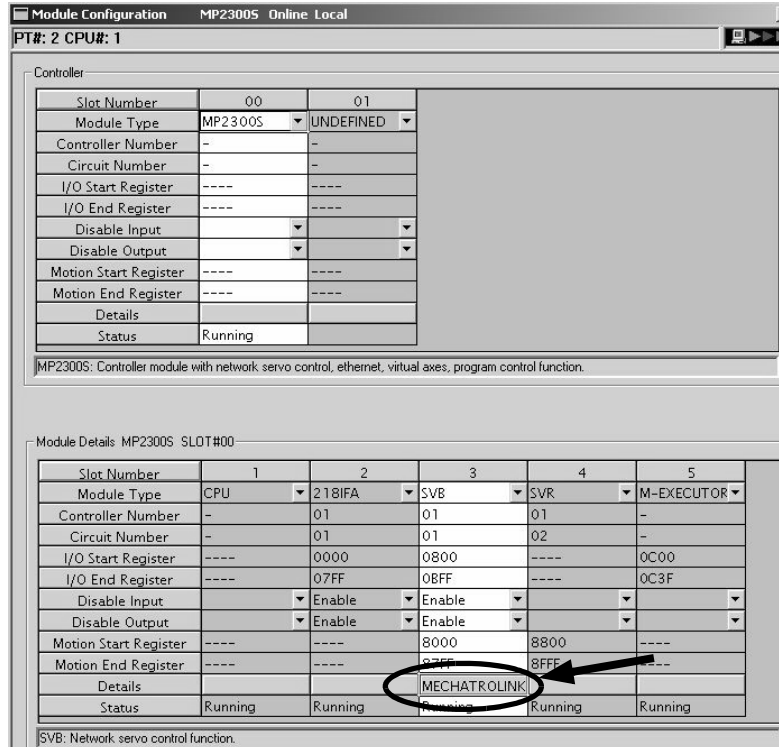 Module Configuration MP2300S Online Local
PT#: 2 CPU#: 1
Controller
Slot Number 00 01
Module Type MP2300S UNDEFINED
Controller Number - -
Circuit Number - -
I/O Start Register ---- ----
I/O End Register ---- ----
Disable Input
Disable Output
Motion Start Register ---- ----
Motion End Register ---- ----
Details
Status Running
MP2300S: Controller module with network servo control, ethernet, virtual axes, program control function.
Module Details MP2300S SLOT#00
Slot Number 1 2 3 4 5
Module Type CPU 218IFA SVB SVR M-EXECUTOR
Controller Number - 01 01 01 -
Circuit Number - 01 01 02 -
I/O Start Register ---- 0000 0800 ---- 0C00
I/O End Register ---- 07FF 0BFF ---- 0C3F
Disable Input Enable Enable
Disable Output Enable Enable
Motion Start Register ---- ---- 8000 8800 ----
Motion End Register ---- ---- 87FF 8FFF ----
Details MECHATROLINK
Status Running Running Running Running Running
SVB: Network servo control function.